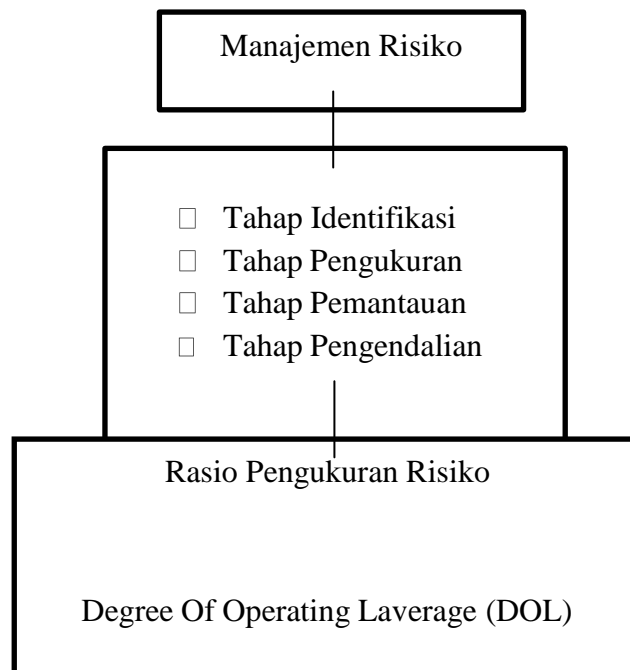 Manajemen Risiko
Tahap Identifikasi
Tahap Pengukuran
Tahap Pemantauan
Tahap Pengendalian
Rasio Pengukuran Risiko
Degree Of Operating Laverage (DOL)